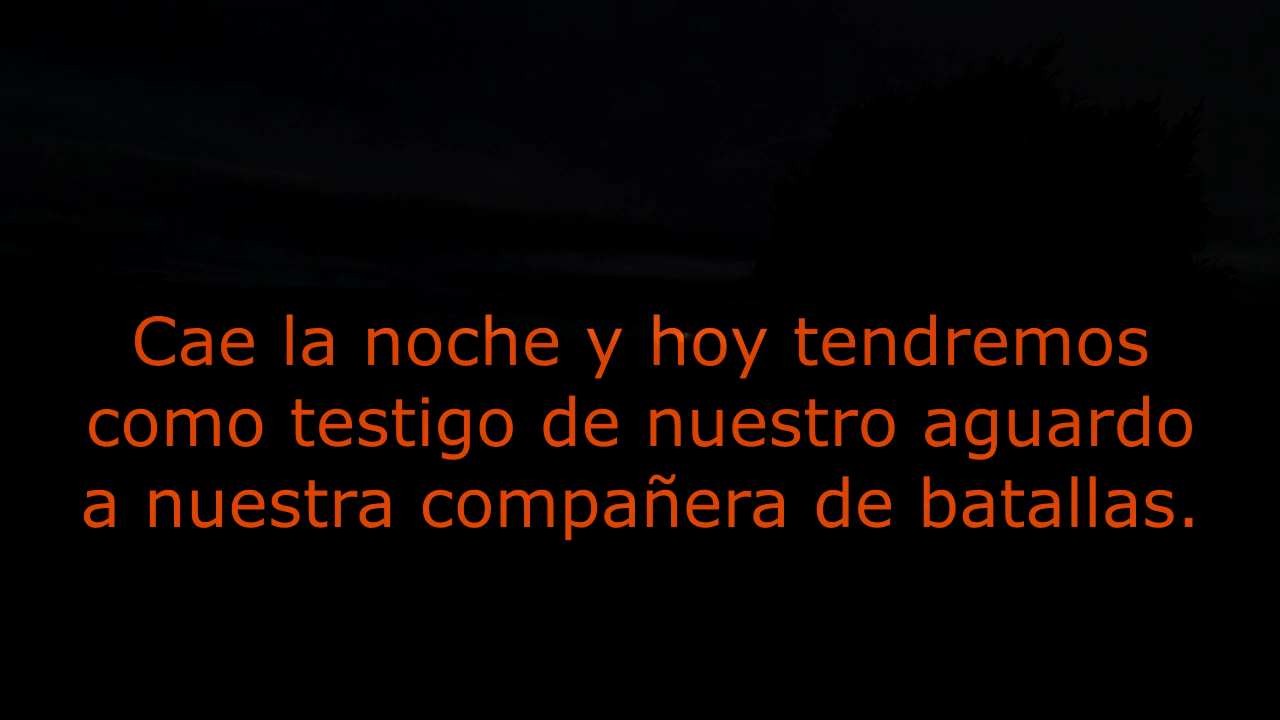 Cae la noche y hoy tendremos
como testigo de nuestro aguardo
a nuestra compañera de batallas.